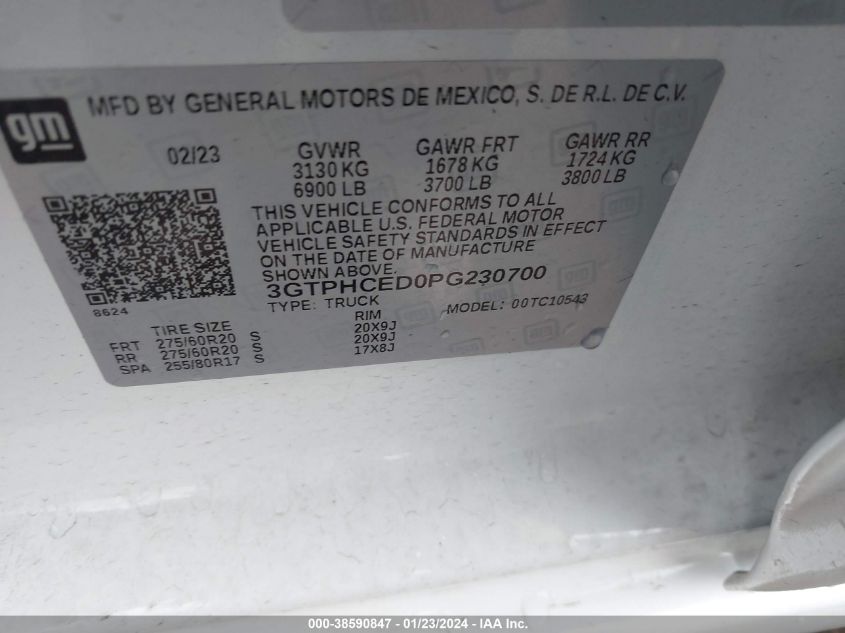 gm
MFD BY GENERAL MOTORS DE MEXICO, S. DE R.L. DE C.V.
02/23 GVWR GAWR FRT GAWR RR
3130 KG 1678 KG 1724 KG
6900 LB 3700 LB 3800 LB
THIS VEHICLE CONFORMS TO ALL
APPLICABLE U.S. FEDERAL MOTOR
VEHICLE SAFETY STANDARDS IN EFFECT
ON THE DATE OF MANUFACTURE
SHOWN ABOVE.
3GTPHCED0PG230700
8624 TYPE: TRUCK MODEL: 00TC10543
TIRE SIZE RIM
FRT 275/60R20 S 20X9J
RR 275/60R20 S 20X9J
SPA 255/80R17 S 17X8J
000-38590847 - 01/23/2024 - IAA Inc.